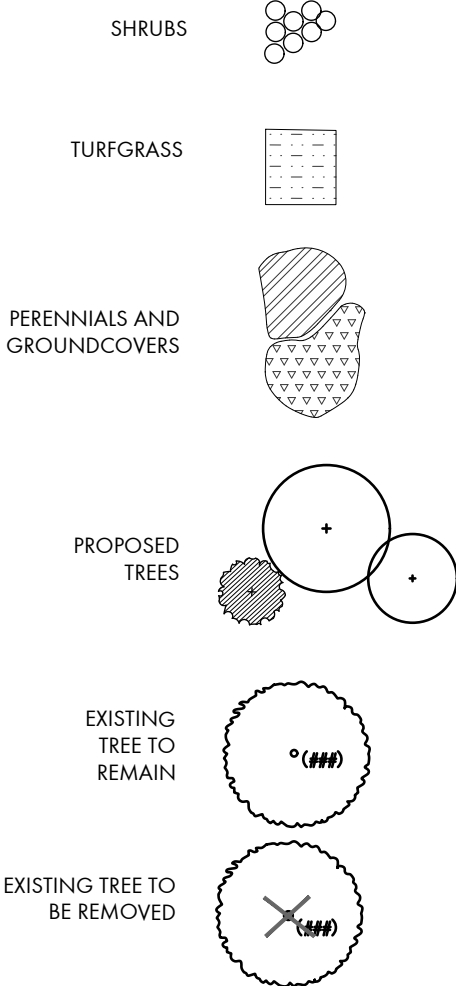 SHRUBS
TURFGRASS
PERENNIALS AND
GROUNDCOVERS
PROPOSED
TREES
EXISTING
TREE TO
REMAIN
(###)
EXISTING TREE TO
BE REMOVED
(###)